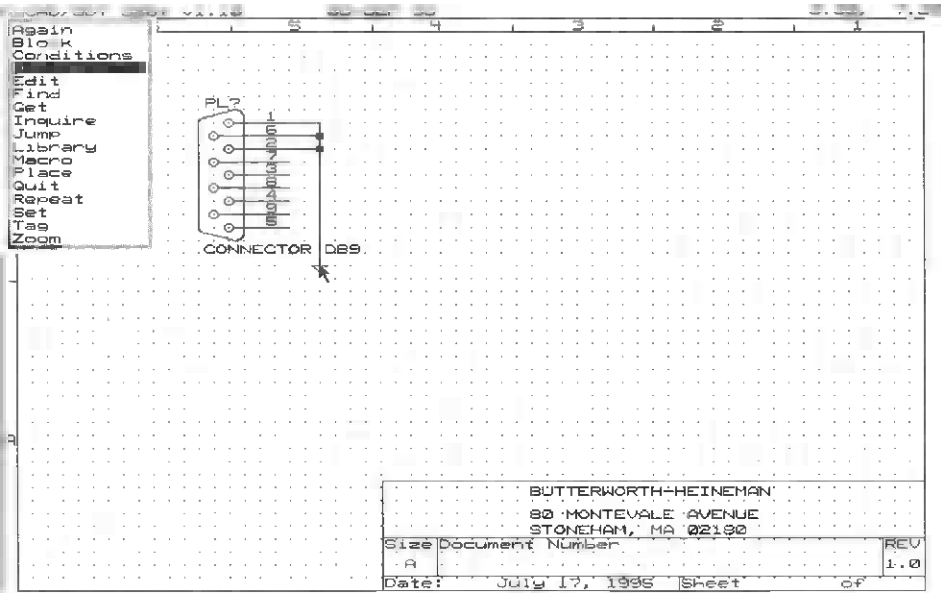 Again
Block
Conditions
Edit
Find
Get
Inquire
Jump
Library
Macro
Place
Quit
Repeat
Set
Tag
Zoom
5
3
2
1
PL?
1
6
2
7
3
8
4
9
5
CONNECTOR DB9
A
BUTTERWORTH-HEINEMAN
80 MONTEVALE AVENUE
STONEHAM, MA 02180
Size Document Number REV
A 1.0
Date: July 17, 1995 Sheet of